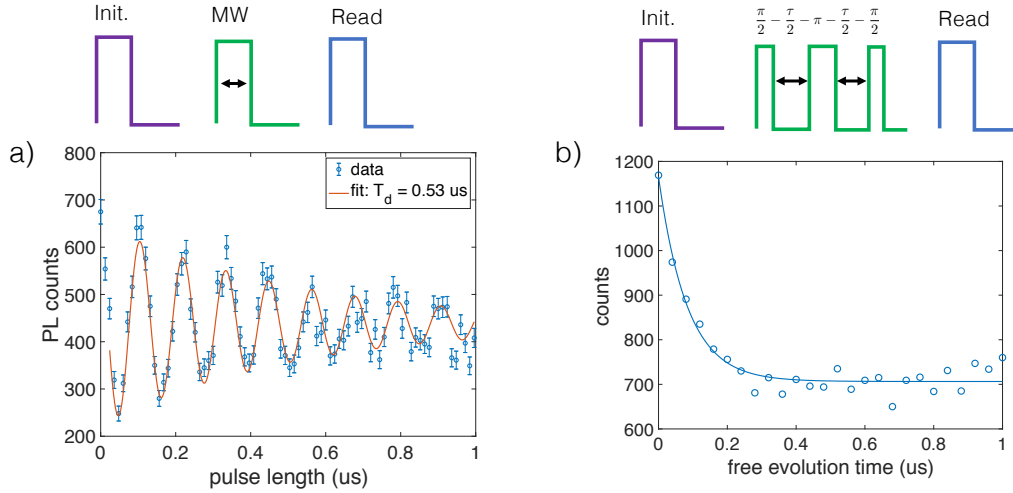 Init.
MW
Read
π/2 − τ/2 − π − τ/2 − π/2
Init.
Read
a)
800
700
600
500
400
300
200
PL counts
0
0.2
0.4
0.6
0.8
1
pulse length (us)
data
fit: T_d = 0.53 us
b)
1200
1100
1000
900
800
700
600
counts
0
0.2
0.4
0.6
0.8
1
free evolution time (us)